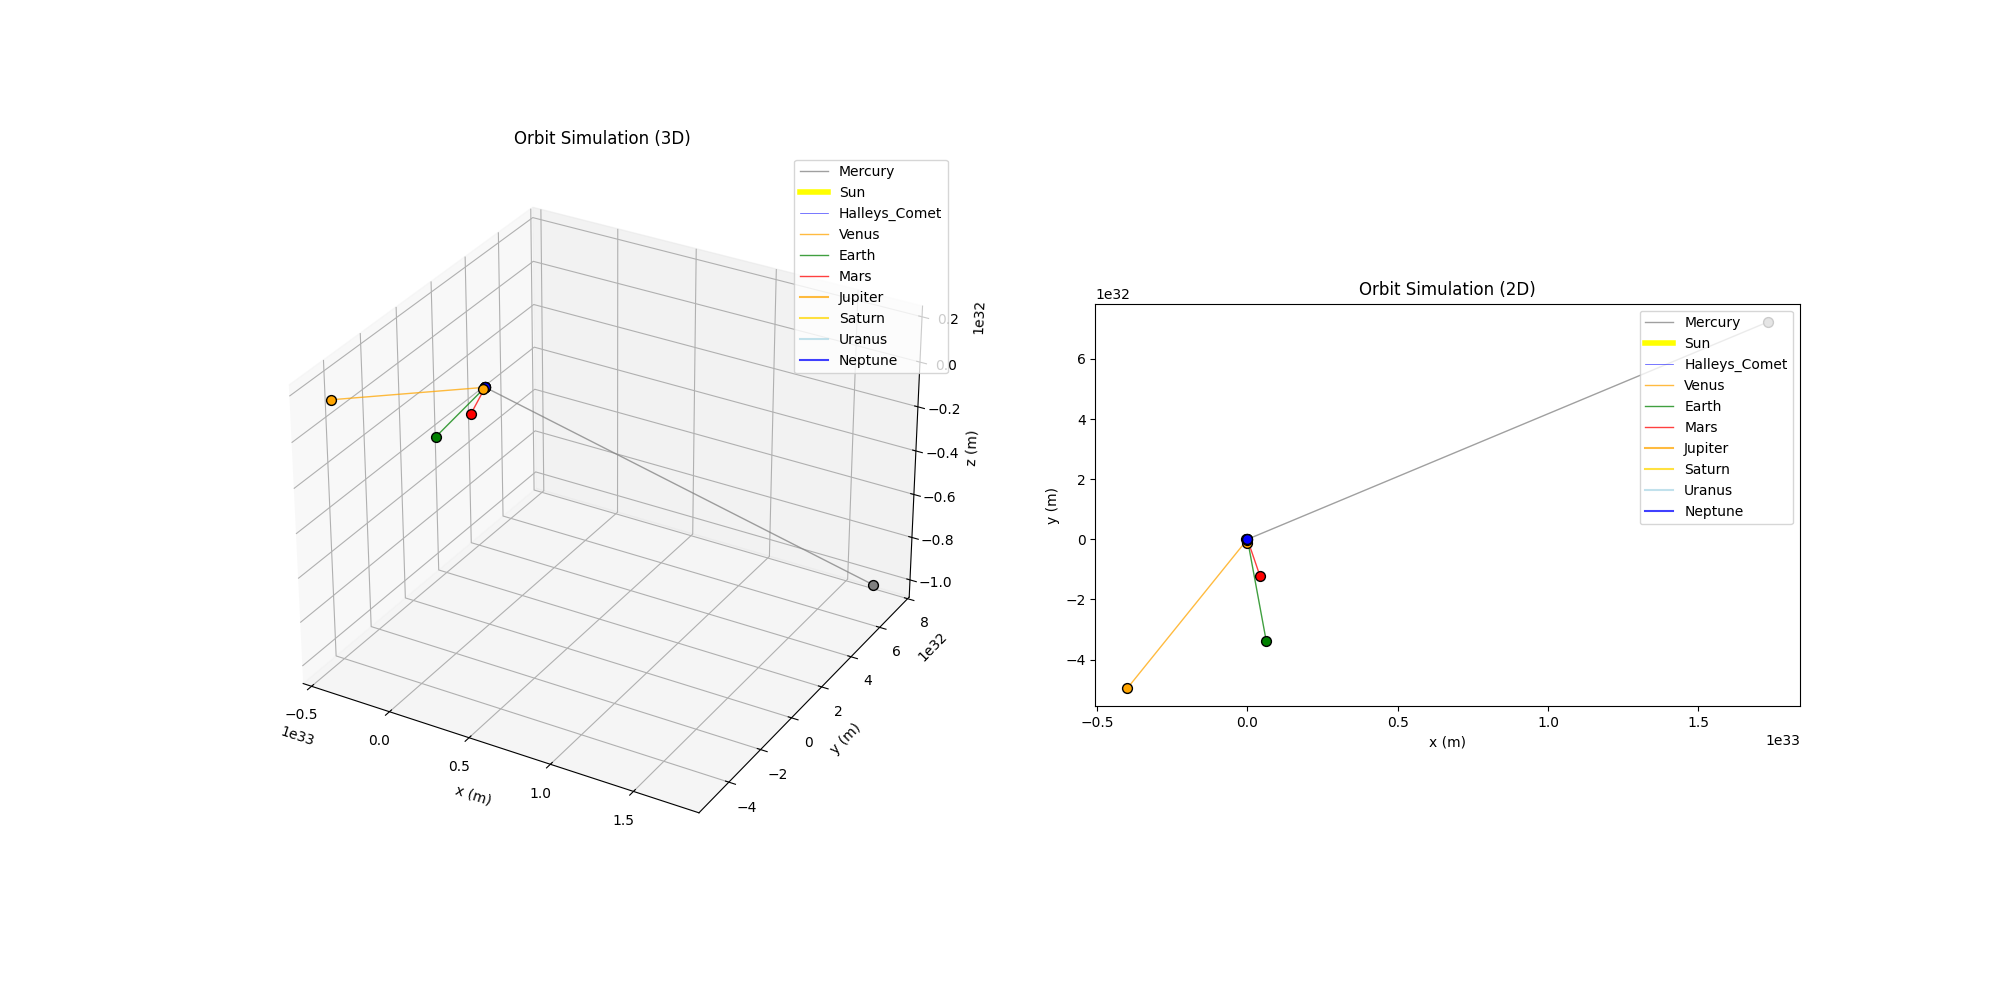 Orbit Simulation (3D)
Mercury
Sun
Halleys_Comet
Venus
Earth
Mars
Jupiter
Saturn
Uranus
Neptune
1e32
0.2
0.0
−0.2
−0.4
−0.6
−0.8
−1.0
z (m)
8
6
4
2
0
−2
−4
1e32
y (m)
−0.5
0.0
0.5
1.0
1.5
1e33
x (m)
Orbit Simulation (2D)
1e32
Mercury
Sun
Halleys_Comet
Venus
Earth
Mars
Jupiter
Saturn
Uranus
Neptune
6
4
2
0
−2
−4
y (m)
−0.5
0.0
0.5
1.0
1.5
x (m)
1e33